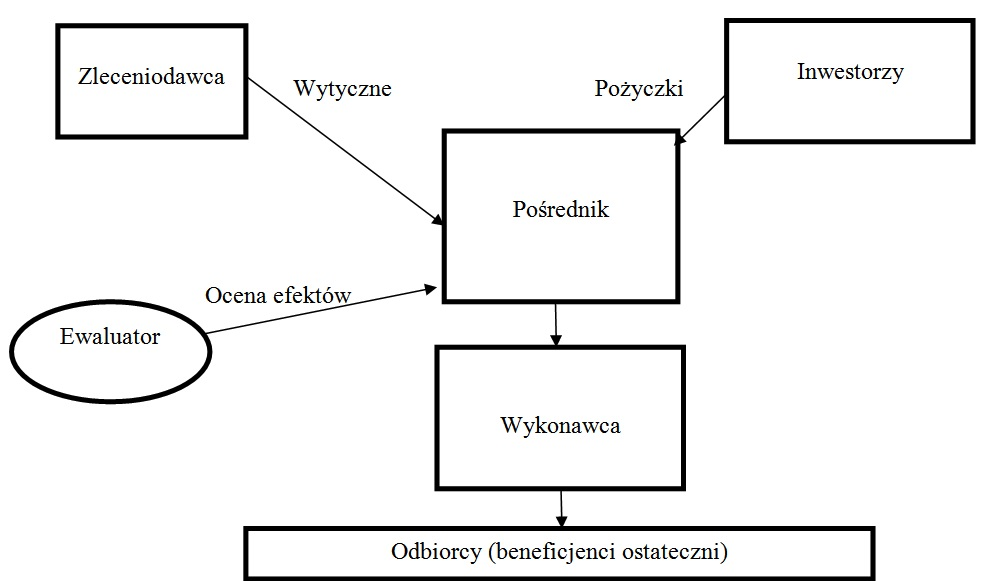 Zleceniodawca
Wytyczne
Pożyczki
Inwestorzy
Pośrednik
Ocena efektów
Ewaluator
Wykonawca
Odbiorcy (beneficjenci ostateczni)